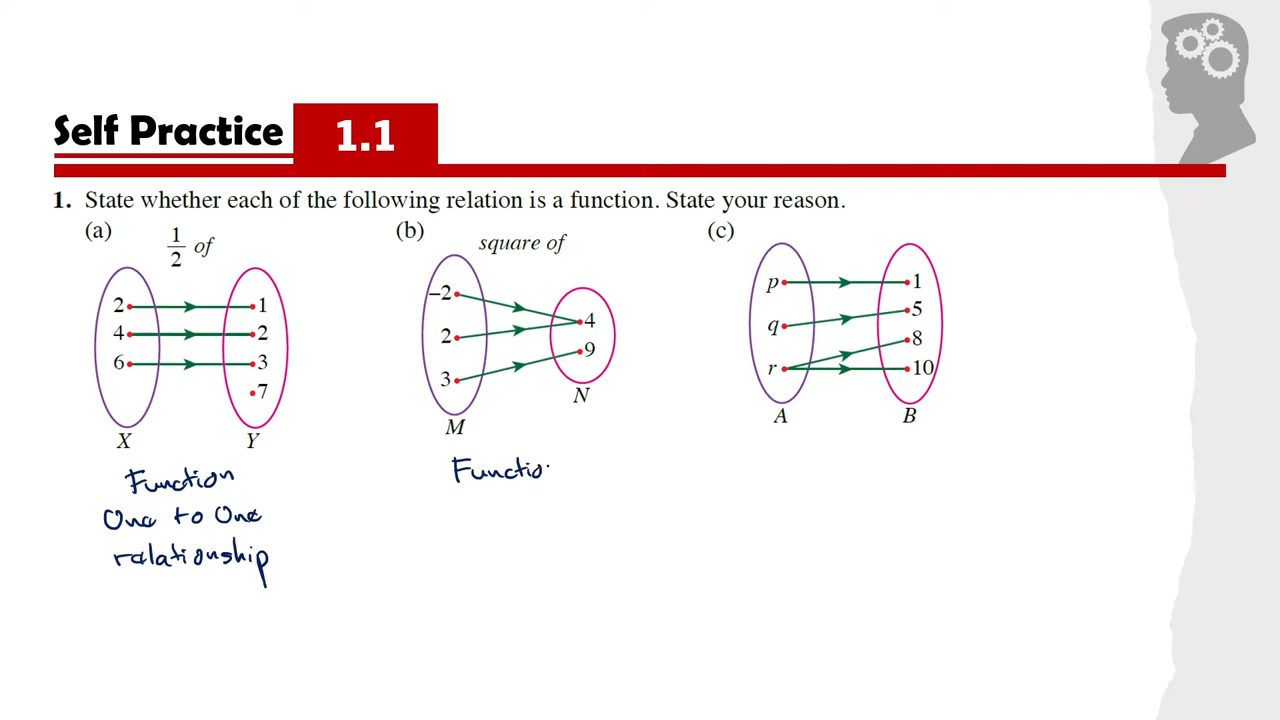 Self Practice 1.1
1. State whether each of the following relation is a function. State your reason.
(a) 1/2 of
2 1
4 2
6 3
7
X Y
Function
One to One
relationship
(b) square of
–2 4
2 9
3
M N
Functio
(c)
p 1
q 5
r 8
10
A B